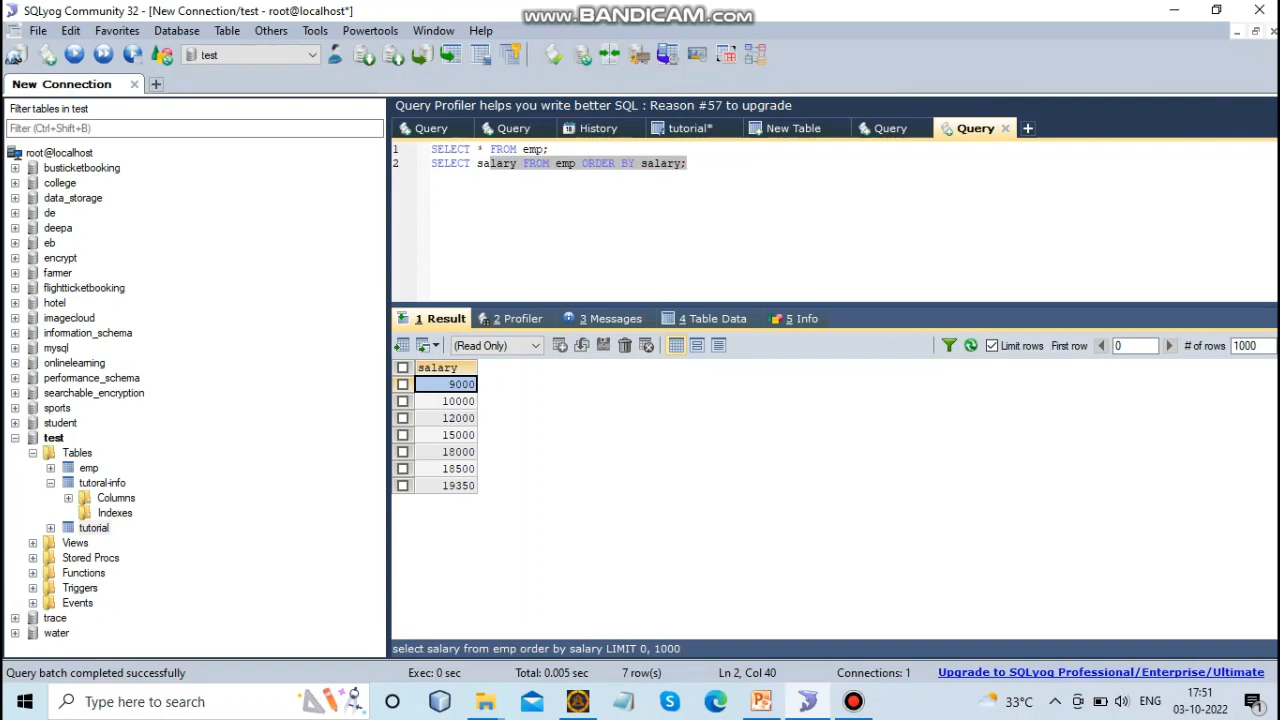 SQLyog Community 32 - [New Connection/test - root@localhost*]
www.BANDICAM.com
File Edit Favorites Database Table Others Tools Powertools Window Help
test
New Connection
Filter tables in test
Filter (Ctrl+Shift+B)
root@localhost
busticketbooking
college
data_storage
de
deepa
eb
encrypt
farmer
flightticketbooking
hotel
imagecloud
information_schema
mysql
onlinelearning
performance_schema
searchable_encryption
sports
student
test
Tables
emp
tutoral-info
Columns
Indexes
tutorial
Views
Stored Procs
Functions
Triggers
Events
trace
water
Query Profiler helps you write better SQL : Reason #57 to upgrade
Query Query History tutorial* New Table Query Query
1 SELECT * FROM emp;
2 SELECT salary FROM emp ORDER BY salary;
1 Result 2 Profiler 3 Messages 4 Table Data 5 Info
(Read Only) Limit rows First row 0 # of rows 1000
salary
9000
10000
12000
15000
18000
18500
19350
select salary from emp order by salary LIMIT 0, 1000
Query batch completed successfully Exec: 0 sec Total: 0.005 sec 7 row(s) Ln 2, Col 40 Connections: 1 Upgrade to SQLyog Professional/Enterprise/Ultimate
Type here to search 33°C ENG 17:51
03-10-2022